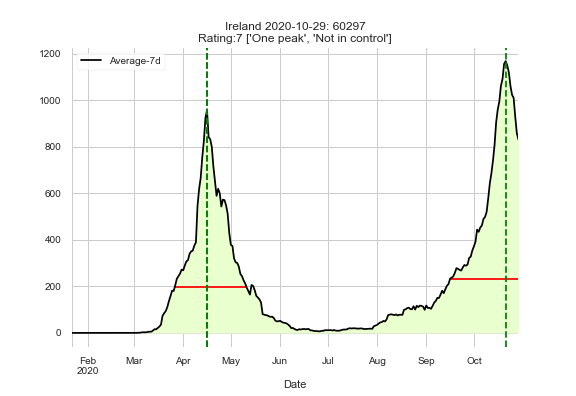 Ireland 2020-10-29: 60297
Rating:7 ['One peak', 'Not in control']
Average-7d
1200
1000
800
600
400
200
0
Feb Mar Apr May Jun Jul Aug Sep Oct
2020
Date